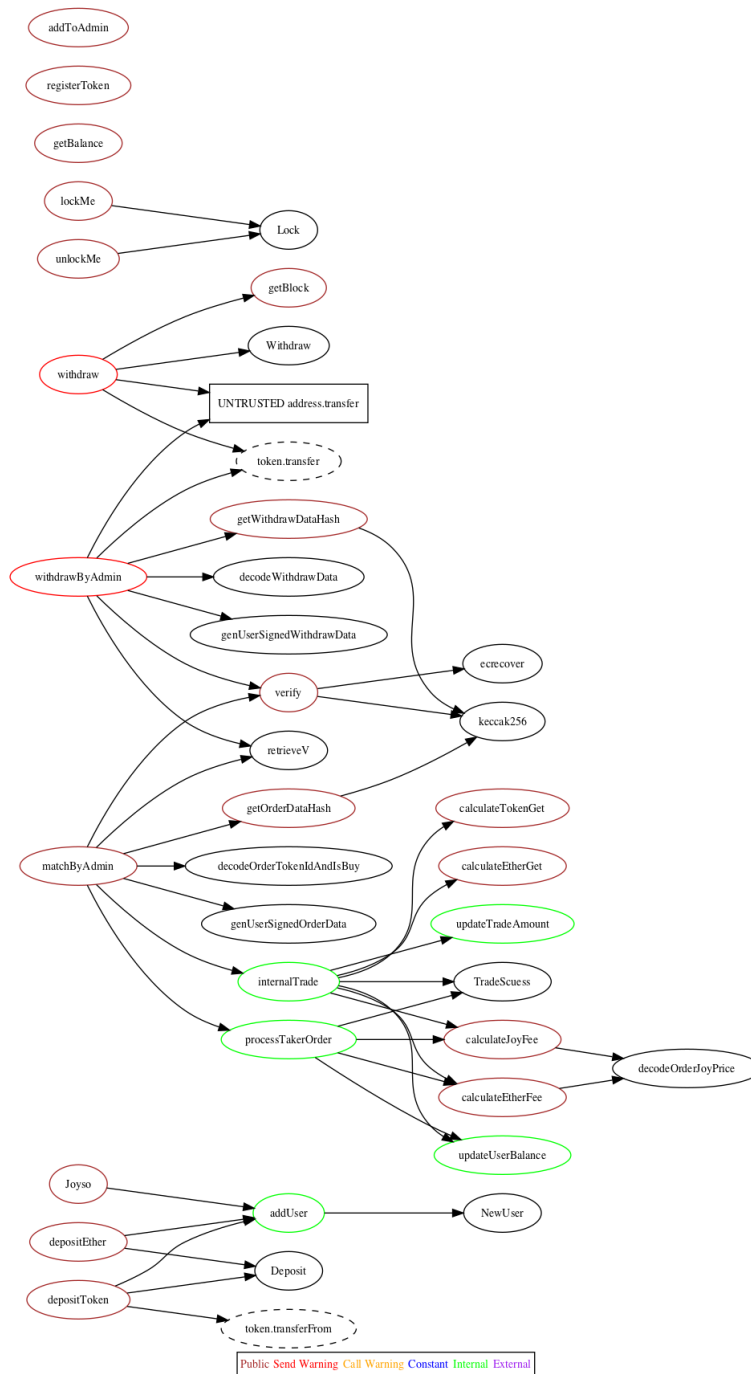 addToAdmin
registerToken
getBalance
lockMe
Lock
unlockMe
getBlock
Withdraw
withdraw
UNTRUSTED address.transfer
token.transfer
getWithdrawDataHash
withdrawByAdmin
decodeWithdrawData
genUserSignedWithdrawData
ecrecover
verify
keccak256
retrieveV
getOrderDataHash
calculateTokenGet
matchByAdmin
decodeOrderTokenIdAndIsBuy
calculateEtherGet
genUserSignedOrderData
updateTradeAmount
internalTrade
TradeScuess
processTakerOrder
calculateJoyFee
decodeOrderJoyPrice
calculateEtherFee
updateUserBalance
Joyso
addUser
NewUser
depositEther
Deposit
depositToken
token.transferFrom
Public Send Warning Call Warning Constant Internal External